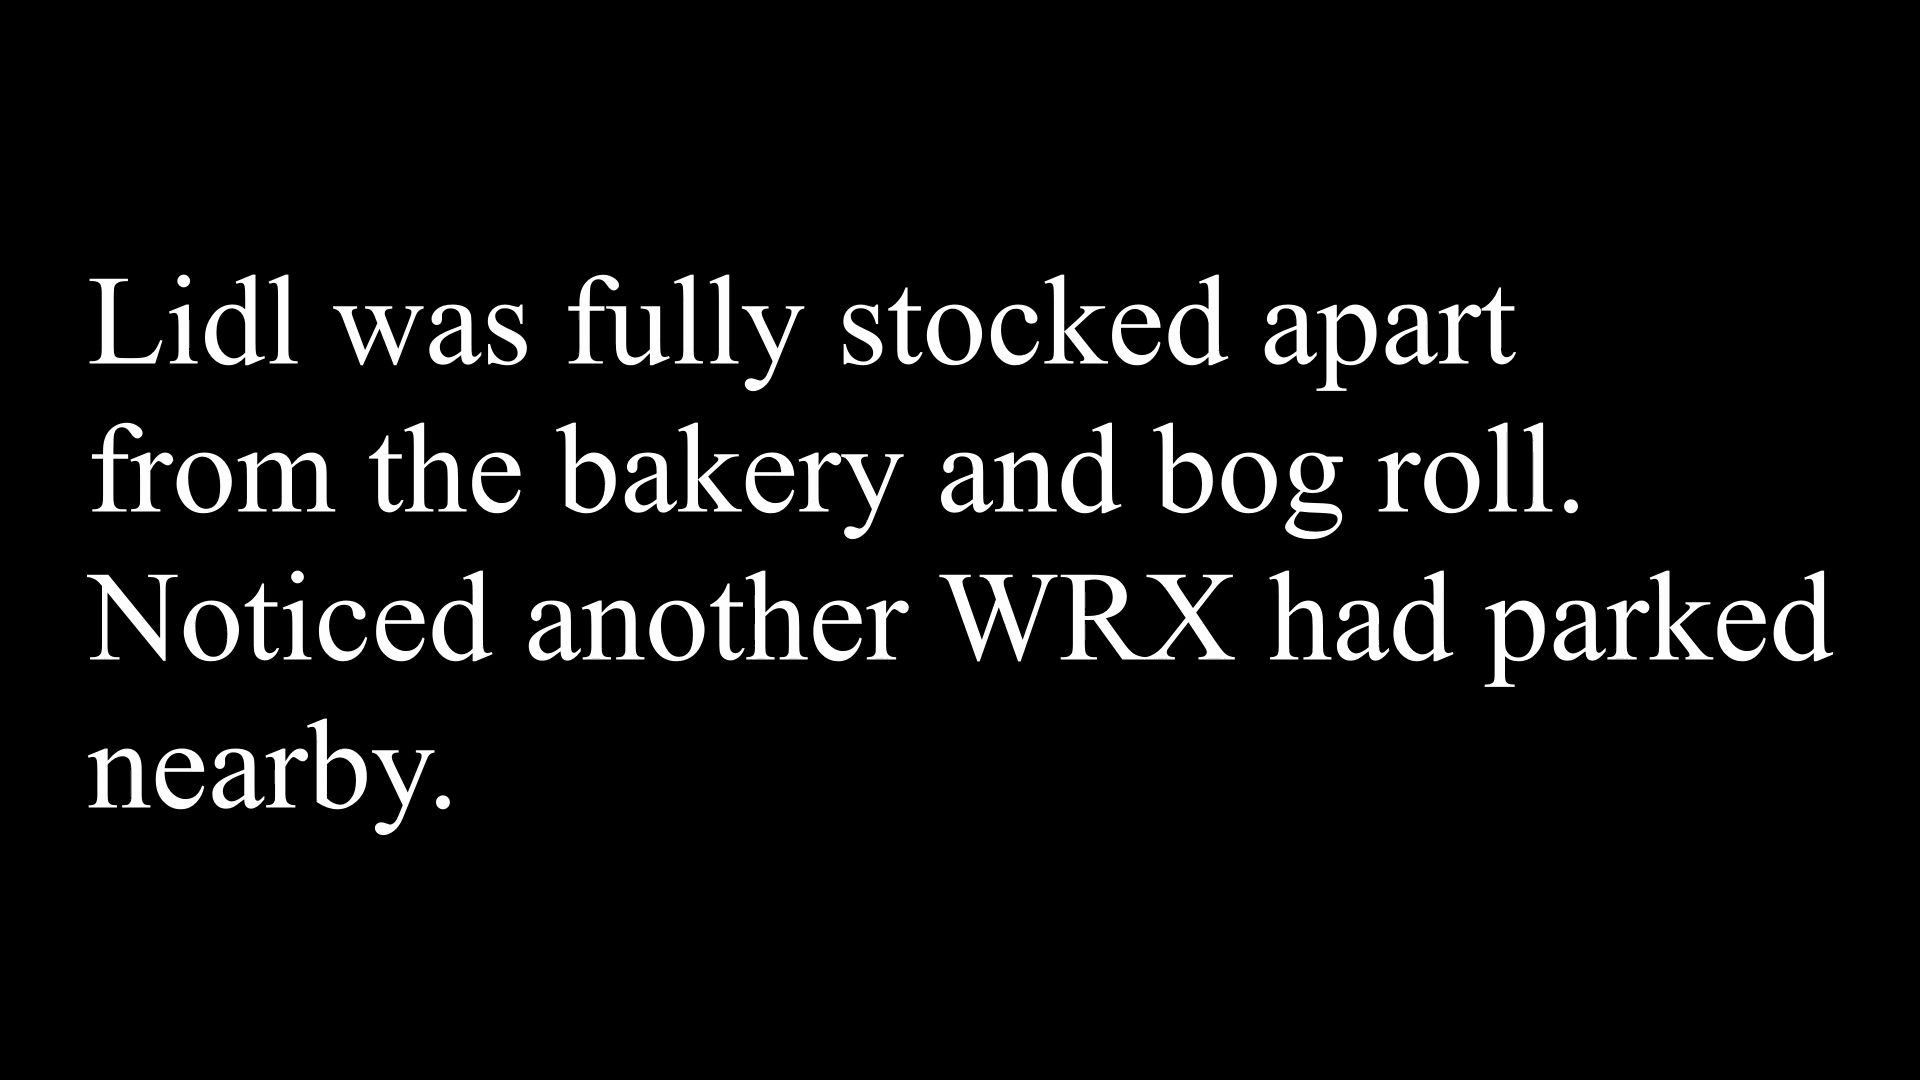 Lidl was fully stocked apart
from the bakery and bog roll.
Noticed another WRX had parked
nearby.